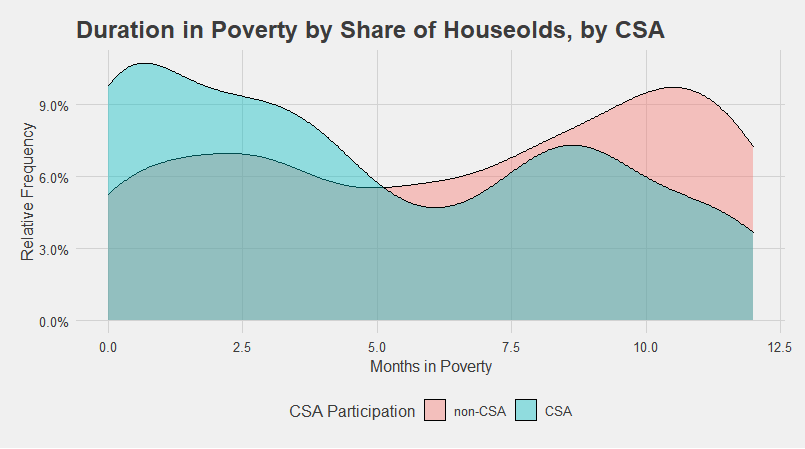 Duration in Poverty by Share of Houseolds, by CSA
Relative Frequency
9.0%
6.0%
3.0%
0.0%
0.0 2.5 5.0 7.5 10.0 12.5
Months in Poverty
CSA Participation non-CSA CSA